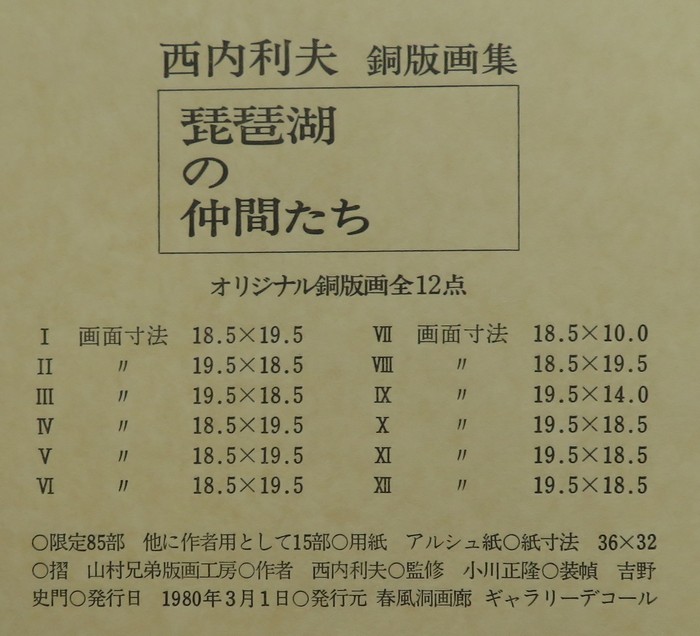 西内利夫 銅版画集
琵琶湖
の
仲間たち
オリジナル銅版画全12点
Ⅰ 画面寸法 18.5×19.5 Ⅶ 画面寸法 18.5×10.0
Ⅱ 〃 19.5×18.5 Ⅷ 〃 18.5×19.5
Ⅲ 〃 19.5×18.5 Ⅸ 〃 19.5×14.0
Ⅳ 〃 18.5×19.5 Ⅹ 〃 19.5×18.5
Ⅴ 〃 18.5×19.5 Ⅺ 〃 19.5×18.5
Ⅵ 〃 18.5×19.5 Ⅻ 〃 19.5×18.5
○限定85部 他に作者用として15部○用紙 アルシュ紙○紙寸法 36×32
○摺 山村兄弟版画工房○作者 西内利夫○監修 小川正隆○装幀 吉野
史門○発行日 1980年3月1日○発行元 春風洞画廊 ギャラリーデコール